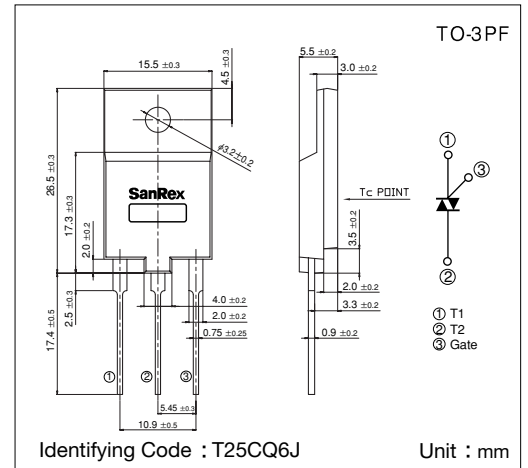 TO-3PF
15.5 ±0.3
4.5 ±0.3
5.5 ±0.2
3.0 ±0.2
φ3.2±0.2
26.5 ±0.3
17.3 ±0.3
SanRex
2.0 ±0.2
Tc POINT
3.5 ±0.2
17.4 ±0.5
2.5 ±0.3
4.0 ±0.2
2.0 ±0.2
0.75 ±0.25
2.0 ±0.2
3.3 ±0.2
0.9 ±0.2
① ② ③
5.45 ±0.3
10.9 ±0.5
①
③
②
① T1
② T2
③ Gate
Identifying Code : T25CQ6J
Unit : mm